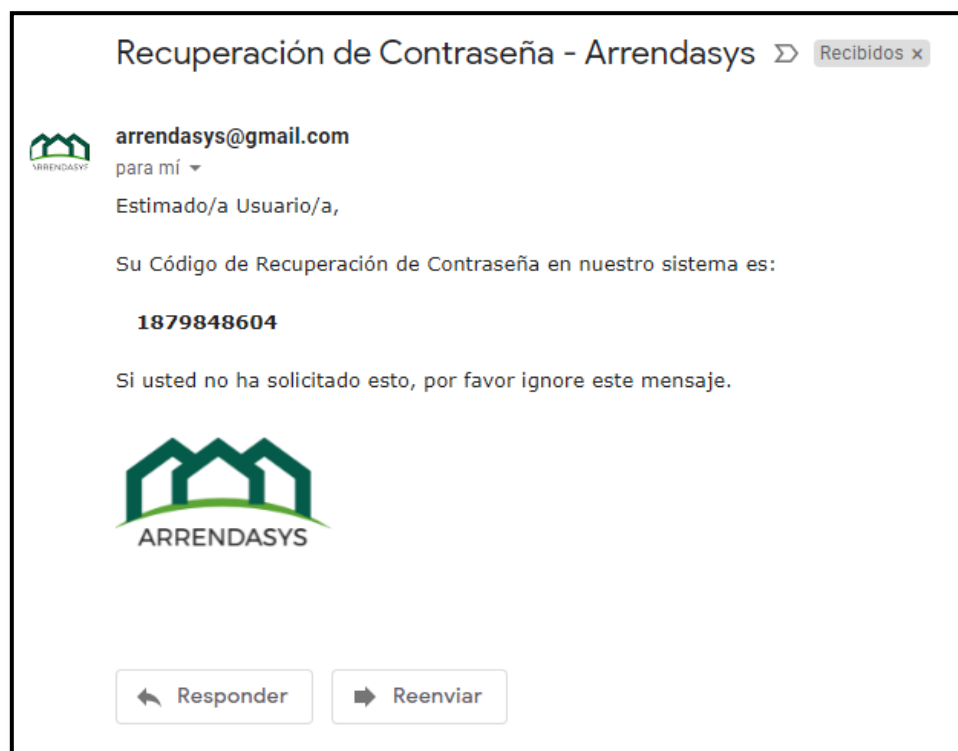 Recuperación de Contraseña - Arrendasys Recibidos x
arrendasys@gmail.com
ARRENDASYS
para mí
Estimado/a Usuario/a,
Su Código de Recuperación de Contraseña en nuestro sistema es:
1879848604
Si usted no ha solicitado esto, por favor ignore este mensaje.
ARRENDASYS
Responder Reenviar